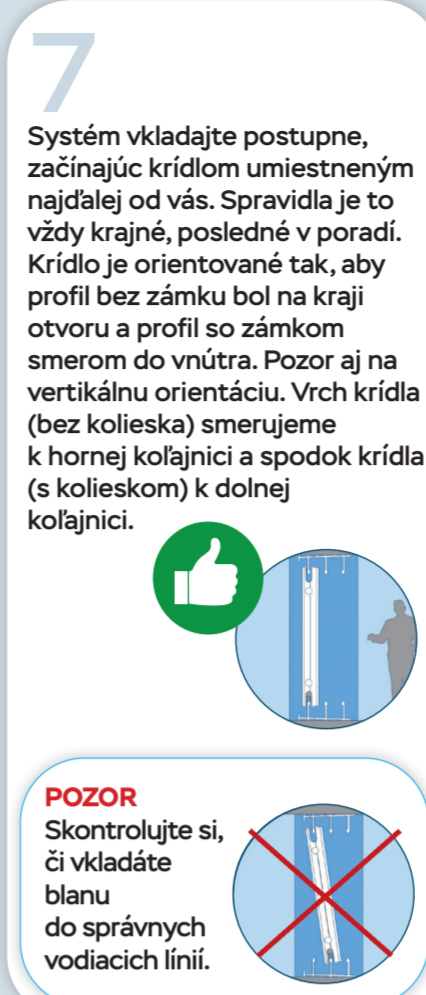 7
Systém vkladajte postupne,
začínajúc krídlom umiestneným
najďalej od vás. Spravidla je to
vždy krajné, posledné v poradí.
Krídlo je orientované tak, aby
profil bez zámku bol na kraji
otvoru a profil so zámkom
smerom do vnútra. Pozor aj na
vertikálnu orientáciu. Vrch krídla
(bez kolieska) smerujeme
k hornej koľajnici a spodok krídla
(s kolieskom) k dolnej
koľajnici.
POZOR
Skontrolujte si,
či vkladáte
blanu
do správnych
vodiacich línií.